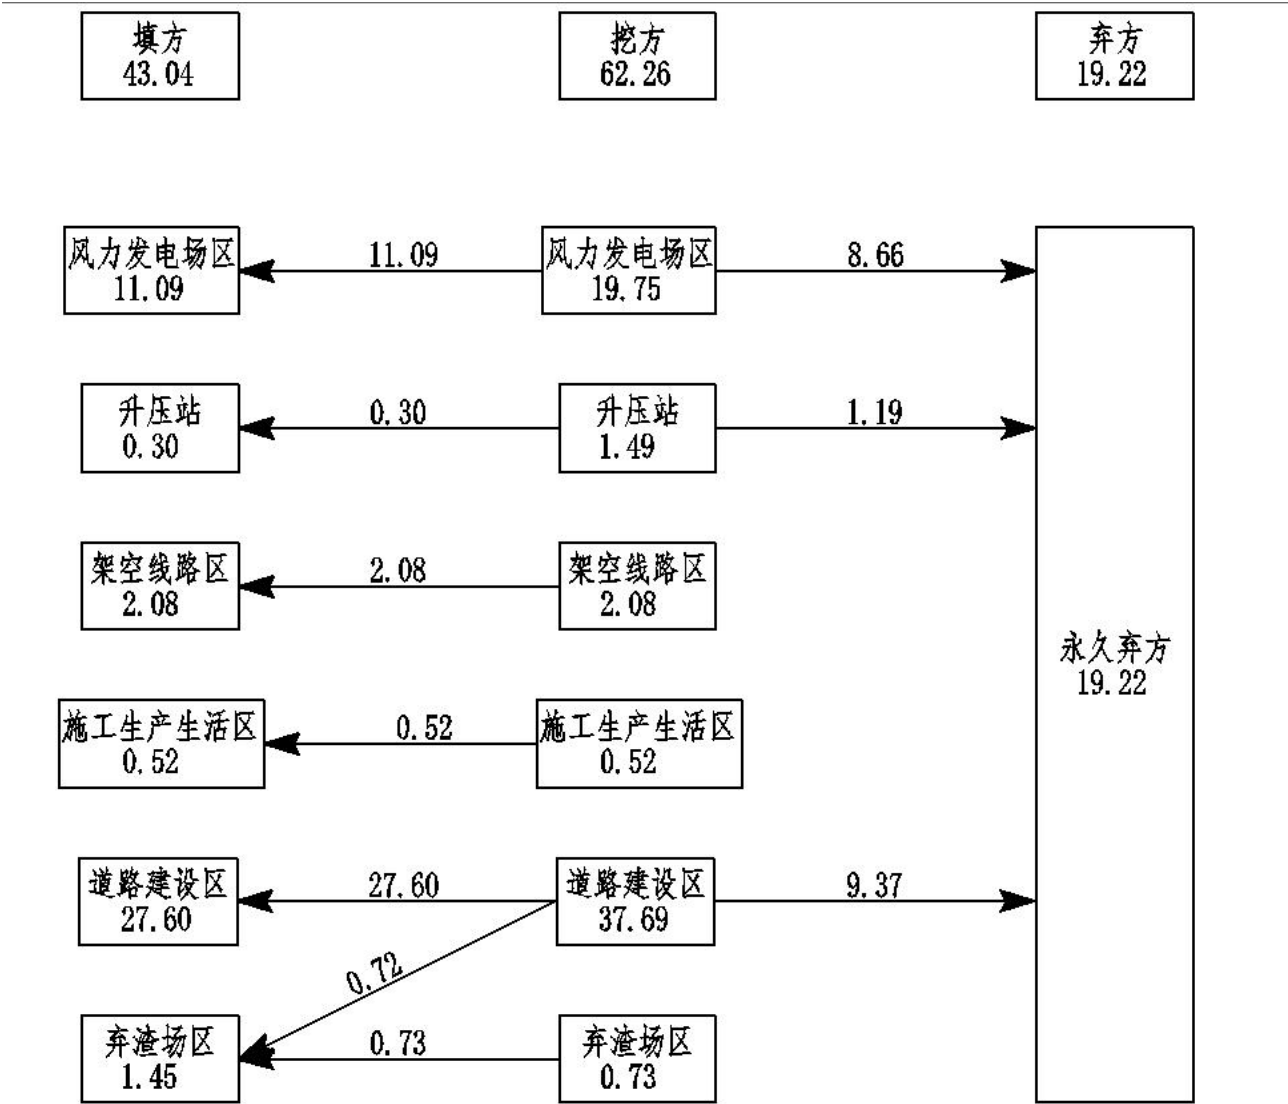 填方
43.04
挖方
62.26
弃方
19.22
风力发电场区
11.09
11.09
风力发电场区
19.75
8.66
升压站
0.30
0.30
升压站
1.49
1.19
架空线路区
2.08
2.08
架空线路区
2.08
永久弃方
19.22
施工生产生活区
0.52
0.52
施工生产生活区
0.52
道路建设区
27.60
27.60
道路建设区
37.69
9.37
0.72
弃渣场区
1.45
0.73
弃渣场区
0.73